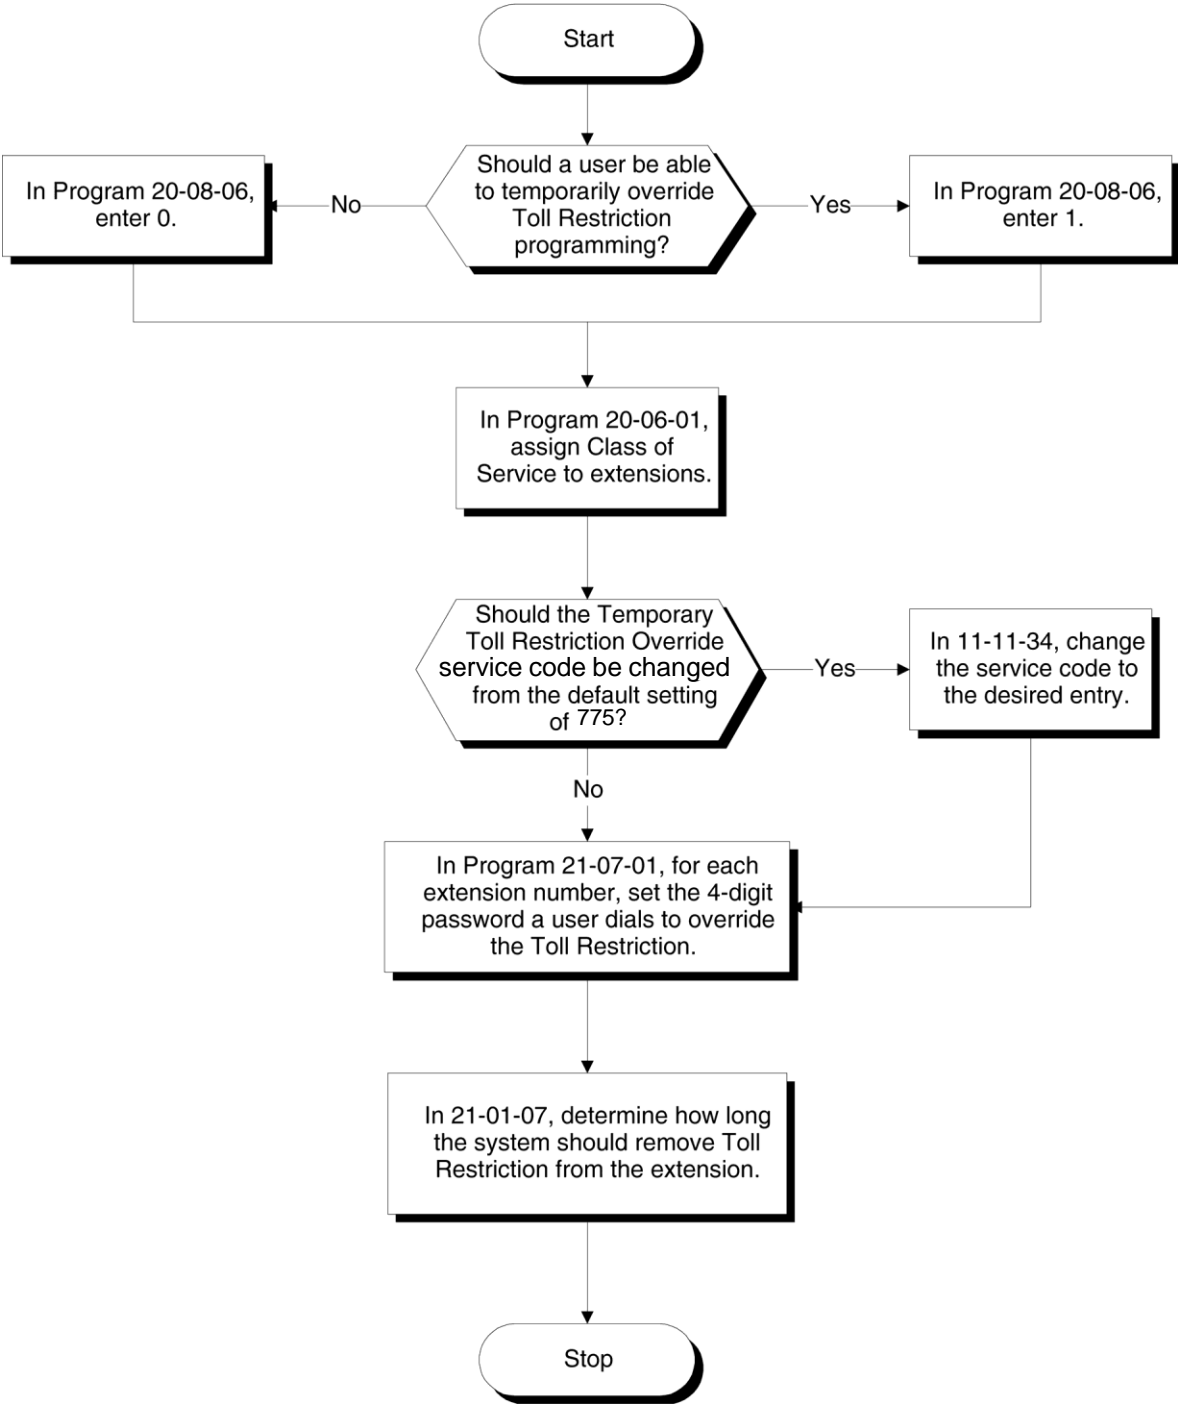 Start
Should a user be able
to temporarily override
Toll Restriction
programming?
No
Yes
In Program 20-08-06,
enter 0.
In Program 20-08-06,
enter 1.
In Program 20-06-01,
assign Class of
Service to extensions.
Should the Temporary
Toll Restriction Override
service code be changed
from the default setting
of 775?
Yes
In 11-11-34, change
the service code to
the desired entry.
No
In Program 21-07-01, for each
extension number, set the 4-digit
password a user dials to override
the Toll Restriction.
In 21-01-07, determine how long
the system should remove Toll
Restriction from the extension.
Stop